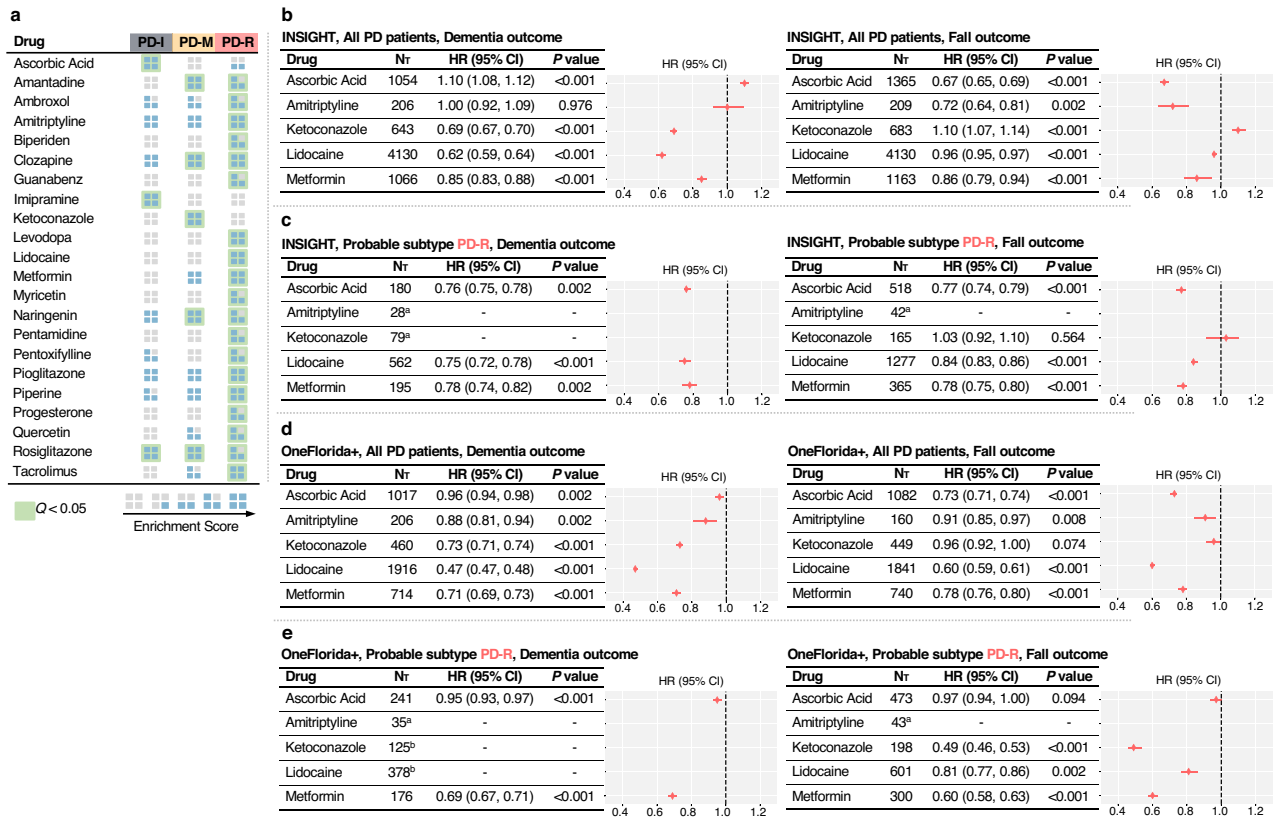 a
Drug PD-I PD-M PD-R
Ascorbic Acid
Amantadine
Ambroxol
Amitriptyline
Biperiden
Clozapine
Guanabenz
Imipramine
Ketoconazole
Levodopa
Lidocaine
Metformin
Myricetin
Naringenin
Pentamidine
Pentoxifylline
Pioglitazone
Piperine
Progesterone
Quercetin
Rosiglitazone
Tacrolimus
Q < 0.05
Enrichment Score
b
INSIGHT, All PD patients, Dementia outcome
Drug NT HR (95% CI) P value HR (95% CI)
Ascorbic Acid 1054 1.10 (1.08, 1.12) <0.001
Amitriptyline 206 1.00 (0.92, 1.09) 0.976
Ketoconazole 643 0.69 (0.67, 0.70) <0.001
Lidocaine 4130 0.62 (0.59, 0.64) <0.001
Metformin 1066 0.85 (0.83, 0.88) <0.001
0.4 0.6 0.8 1.0 1.2
INSIGHT, All PD patients, Fall outcome
Drug NT HR (95% CI) P value HR (95% CI)
Ascorbic Acid 1365 0.67 (0.65, 0.69) <0.001
Amitriptyline 209 0.72 (0.64, 0.81) 0.002
Ketoconazole 683 1.10 (1.07, 1.14) <0.001
Lidocaine 4130 0.96 (0.95, 0.97) <0.001
Metformin 1163 0.86 (0.79, 0.94) <0.001
0.4 0.6 0.8 1.0 1.2
c
INSIGHT, Probable subtype PD-R, Dementia outcome
Drug NT HR (95% CI) P value HR (95% CI)
Ascorbic Acid 180 0.76 (0.75, 0.78) 0.002
Amitriptyline 28a - -
Ketoconazole 79a - -
Lidocaine 562 0.75 (0.72, 0.78) <0.001
Metformin 195 0.78 (0.74, 0.82) 0.002
0.4 0.6 0.8 1.0 1.2
INSIGHT, Probable subtype PD-R, Fall outcome
Drug NT HR (95% CI) P value HR (95% CI)
Ascorbic Acid 518 0.77 (0.74, 0.79) <0.001
Amitriptyline 42a - -
Ketoconazole 165 1.03 (0.92, 1.10) 0.564
Lidocaine 1277 0.84 (0.83, 0.86) <0.001
Metformin 365 0.78 (0.75, 0.80) <0.001
0.4 0.6 0.8 1.0 1.2
d
OneFlorida+, All PD patients, Dementia outcome
Drug NT HR (95% CI) P value HR (95% CI)
Ascorbic Acid 1017 0.96 (0.94, 0.98) 0.002
Amitriptyline 206 0.88 (0.81, 0.94) 0.002
Ketoconazole 460 0.73 (0.71, 0.74) <0.001
Lidocaine 1916 0.47 (0.47, 0.48) <0.001
Metformin 714 0.71 (0.69, 0.73) <0.001
0.4 0.6 0.8 1.0 1.2
OneFlorida+, All PD patients, Fall outcome
Drug NT HR (95% CI) P value HR (95% CI)
Ascorbic Acid 1082 0.73 (0.71, 0.74) <0.001
Amitriptyline 160 0.91 (0.85, 0.97) 0.008
Ketoconazole 449 0.96 (0.92, 1.00) 0.074
Lidocaine 1841 0.60 (0.59, 0.61) <0.001
Metformin 740 0.78 (0.76, 0.80) <0.001
0.4 0.6 0.8 1.0 1.2
e
OneFlorida+, Probable subtype PD-R, Dementia outcome
Drug NT HR (95% CI) P value HR (95% CI)
Ascorbic Acid 241 0.95 (0.93, 0.97) <0.001
Amitriptyline 35a - -
Ketoconazole 125b - -
Lidocaine 378b - -
Metformin 176 0.69 (0.67, 0.71) <0.001
0.4 0.6 0.8 1.0 1.2
OneFlorida+, Probable subtype PD-R, Fall outcome
Drug NT HR (95% CI) P value HR (95% CI)
Ascorbic Acid 473 0.97 (0.94, 1.00) 0.094
Amitriptyline 43a - -
Ketoconazole 198 0.49 (0.46, 0.53) <0.001
Lidocaine 601 0.81 (0.77, 0.86) 0.002
Metformin 300 0.60 (0.58, 0.63) <0.001
0.4 0.6 0.8 1.0 1.2